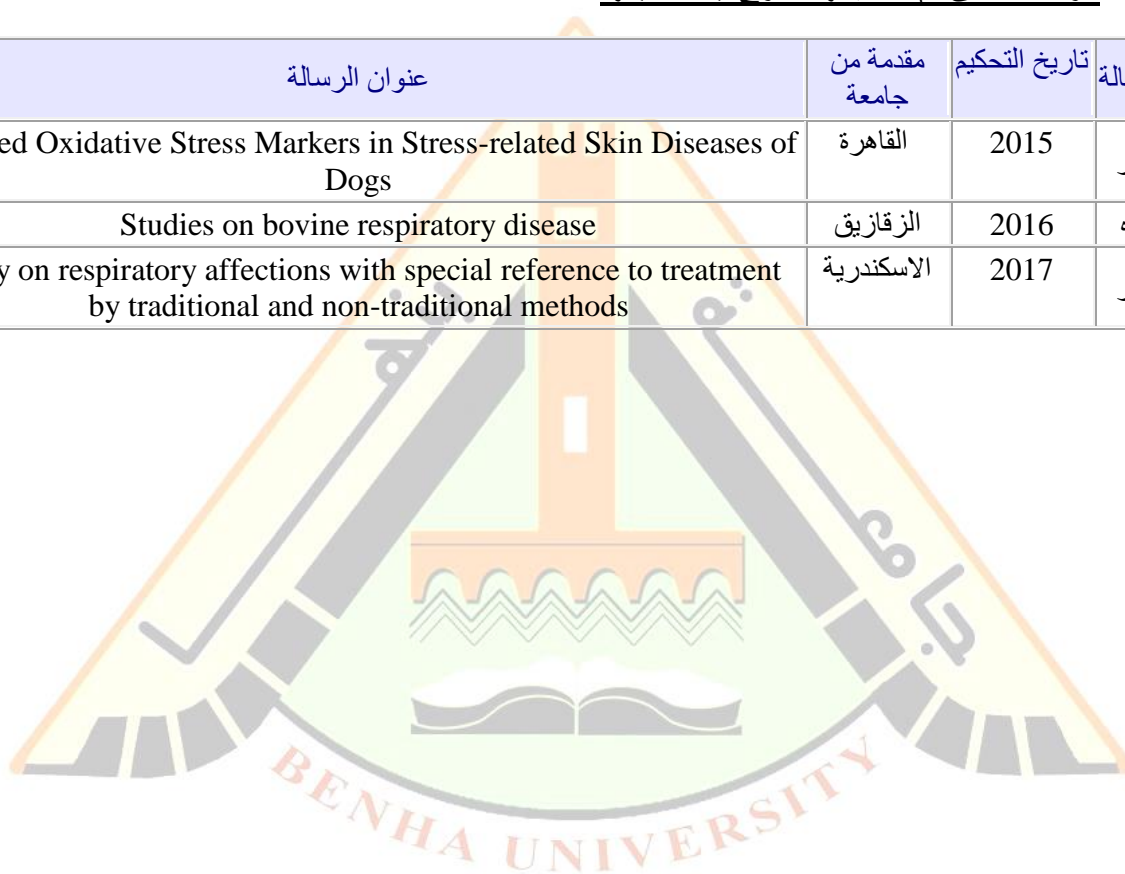 عنوان الرسالة
مقدمة من
جامعة
تاريخ التحكيم
Oxidative Stress Markers in Stress-related Skin Diseases of
Dogs
القاهرة
2015
Studies on bovine respiratory disease
الزقازيق
2016
on respiratory affections with special reference to treatment
by traditional and non-traditional methods
الاسكندرية
2017
جامعة
بنها
BENHA UNIVERSITY